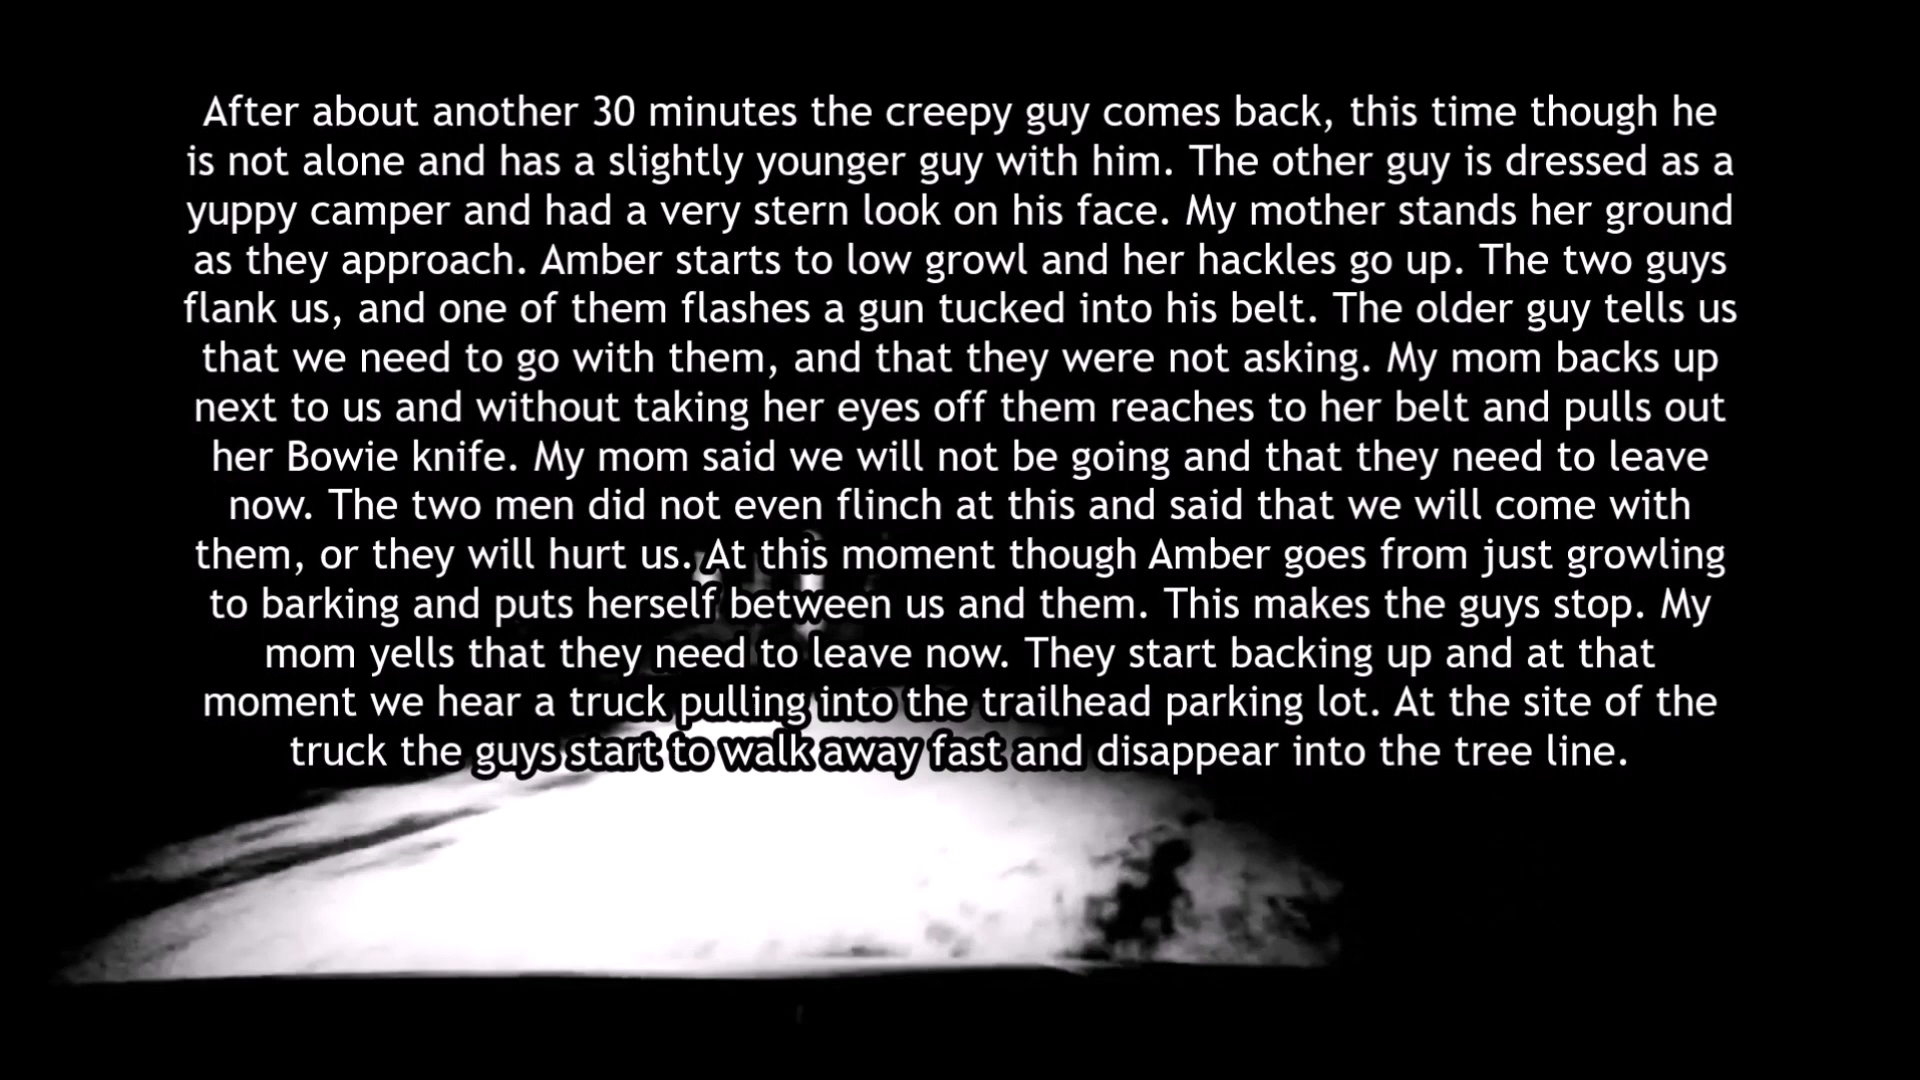 After about another 30 minutes the creepy guy comes back, this time though he
is not alone and has a slightly younger guy with him. The other guy is dressed as a
yuppy camper and had a very stern look on his face. My mother stands her ground
as they approach. Amber starts to low growl and her hackles go up. The two guys
flank us, and one of them flashes a gun tucked into his belt. The older guy tells us
that we need to go with them, and that they were not asking. My mom backs up
next to us and without taking her eyes off them reaches to her belt and pulls out
her Bowie knife. My mom said we will not be going and that they need to leave
now. The two men did not even flinch at this and said that we will come with
them, or they will hurt us. At this moment though Amber goes from just growling
to barking and puts herself between us and them. This makes the guys stop. My
mom yells that they need to leave now. They start backing up and at that
moment we hear a truck pulling into the trailhead parking lot. At the site of the
truck the guys start to walk away fast and disappear into the tree line.